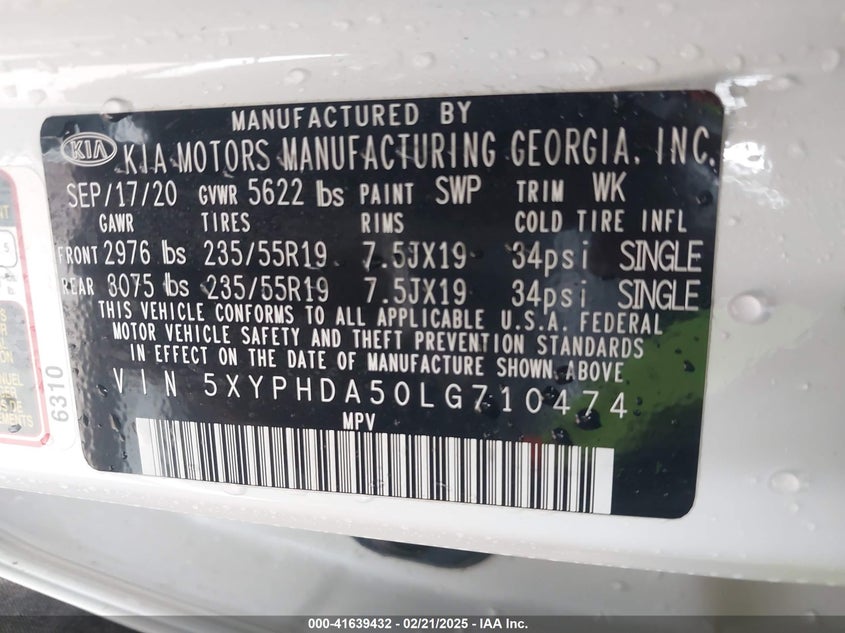 MANUFACTURED BY
KIA KIA MOTORS MANUFACTURING GEORGIA, INC.
SEP/17/20 GVWR 5622 lbs PAINT SWP TRIM WK
GAWR TIRES RIMS COLD TIRE INFL
FRONT 2976 lbs 235/55R19 7.5JX19 34psi SINGLE
REAR 3075 lbs 235/55R19 7.5JX19 34psi SINGLE
THIS VEHICLE CONFORMS TO ALL APPLICABLE U.S.A. FEDERAL
MOTOR VEHICLE SAFETY AND THEFT PREVENTION STANDARDS
IN EFFECT ON THE DATE OF MANUFACTURE SHOWN ABOVE
VIN 5XYPHDA50LG710474
MPV
6310
000-41639432 - 02/21/2025 - IAA Inc.